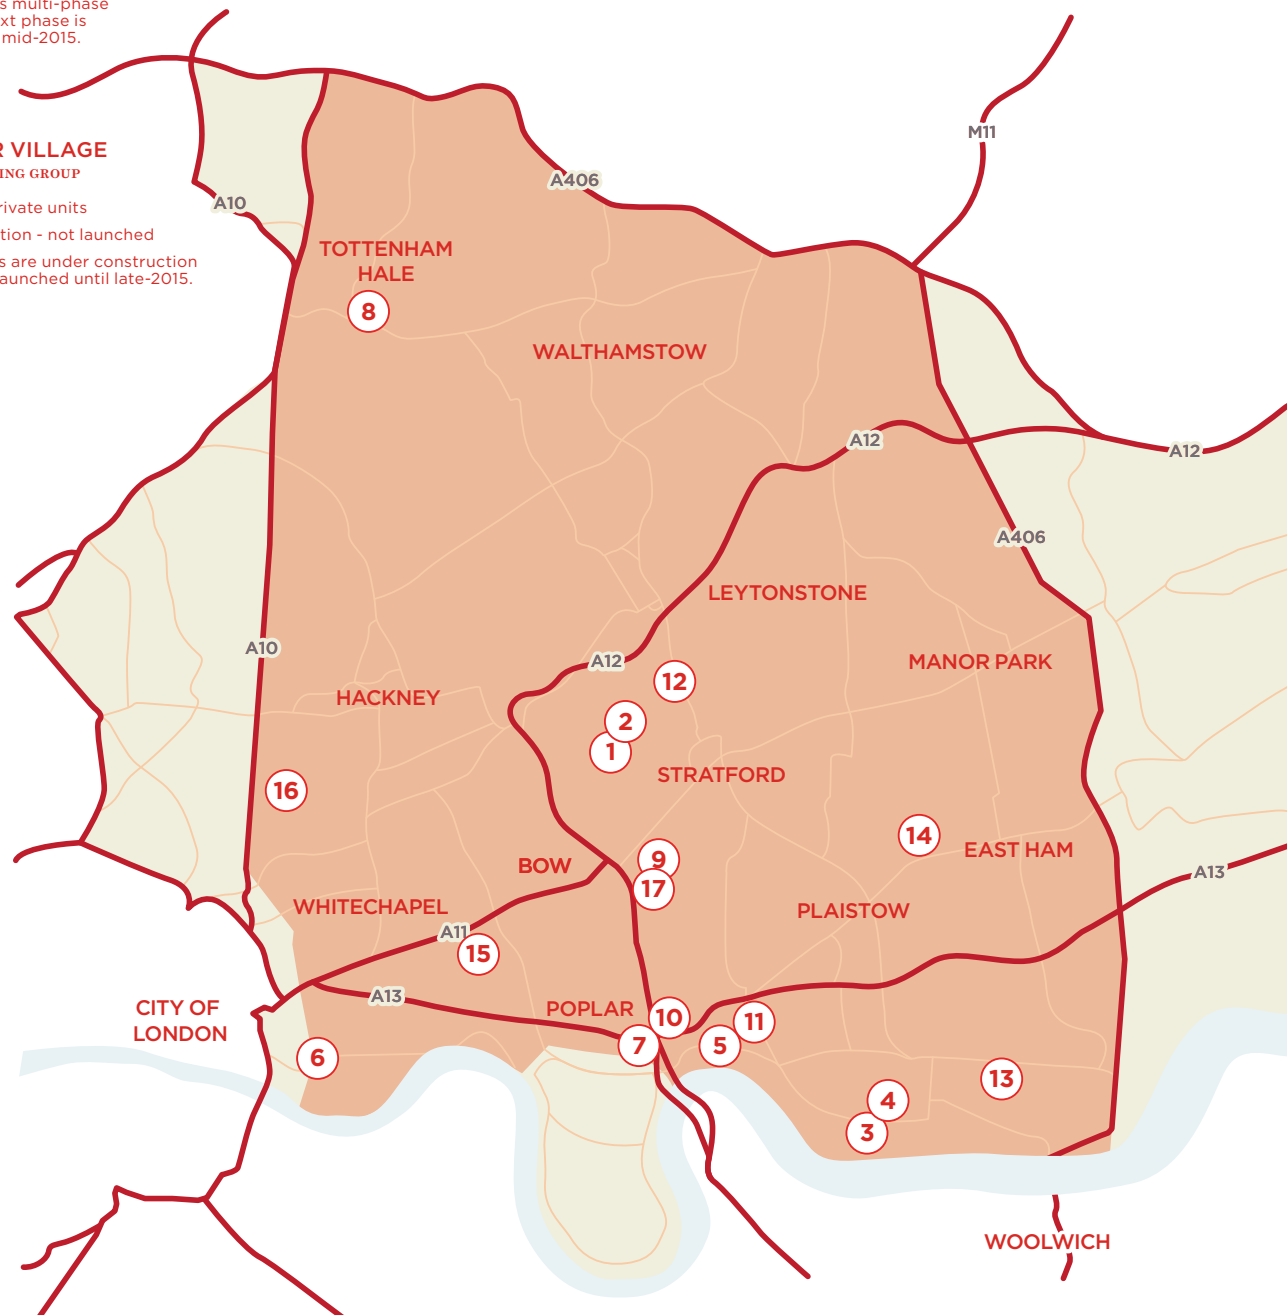 s multi-phase
xt phase is
mid-2015.
R VILLAGE
ING GROUP
rivate units
tion - not launched
s are under construction
aunched until late-2015.
M11
A406
A10
TOTTENHAM
HALE
8
WALTHAMSTOW
A12
A12
A406
LEYTONSTONE
A10
A12
MANOR PARK
12
HACKNEY
2
1
STRATFORD
16
14
EAST HAM
9
BOW
17
A13
WHITECHAPEL
PLAISTOW
A11
15
A13
CITY OF
LONDON
POPLAR
10
11
7
5
6
13
4
3
WOOLWICH